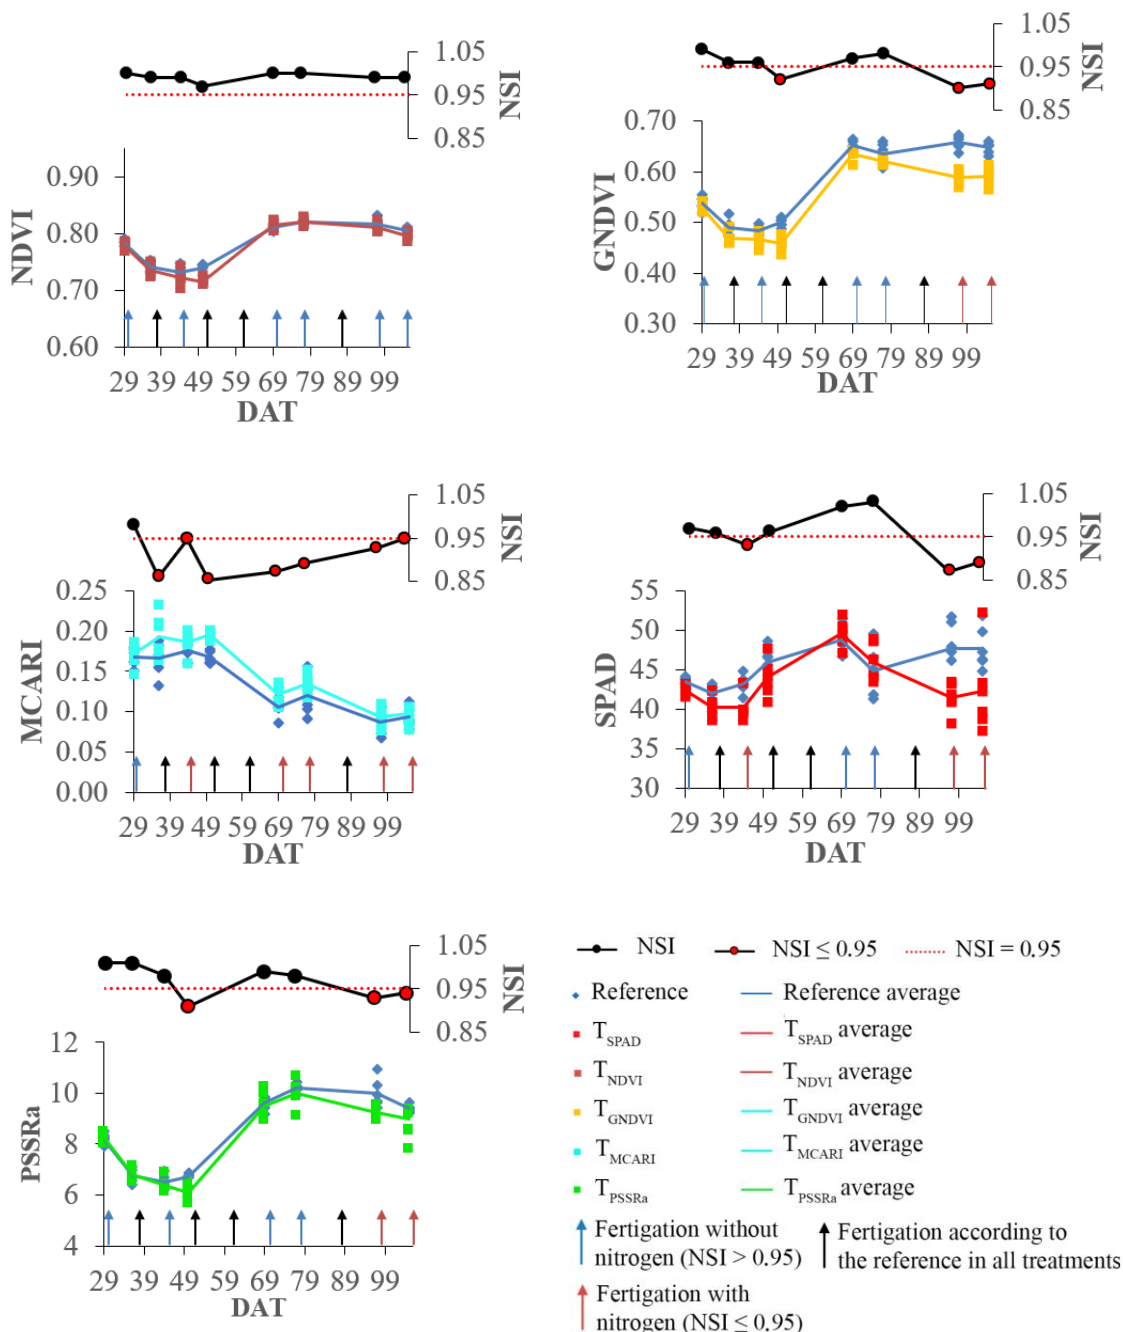 1.05
0.95
0.85
NSI
0.90
0.80
0.70
0.60
NDVI
29 39 49 59 69 79 89 99
DAT
1.05
0.95
0.85
NSI
0.70
0.60
0.50
0.40
0.30
GNDVI
29 39 49 59 69 79 89 99
DAT
1.05
0.95
0.85
NSI
0.25
0.20
0.15
0.10
0.05
0.00
MCARI
29 39 49 59 69 79 89 99
DAT
1.05
0.95
0.85
NSI
55
50
45
40
35
30
SPAD
29 39 49 59 69 79 89 99
DAT
1.05
0.95
0.85
NSI
12
10
8
6
4
PSSRa
29 39 49 59 69 79 89 99
DAT
NSI NSI ≤ 0.95 NSI = 0.95
Reference Reference average
TSPAD TSPAD average
TNDVI TNDVI average
TGNDVI TGNDVI average
TMCARI TMCARI average
TPSSRa TPSSRa average
Fertigation without
nitrogen (NSI > 0.95)
Fertigation according to
the reference in all treatments
Fertigation with
nitrogen (NSI ≤ 0.95)